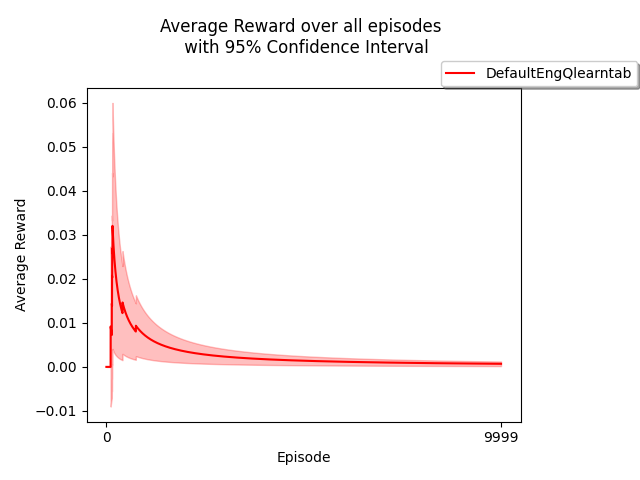 Average Reward over all episodes
with 95% Confidence Interval
DefaultEngQlearntab
0.06
0.05
0.04
0.03
0.02
0.01
0.00
−0.01
Average Reward
0 9999
Episode